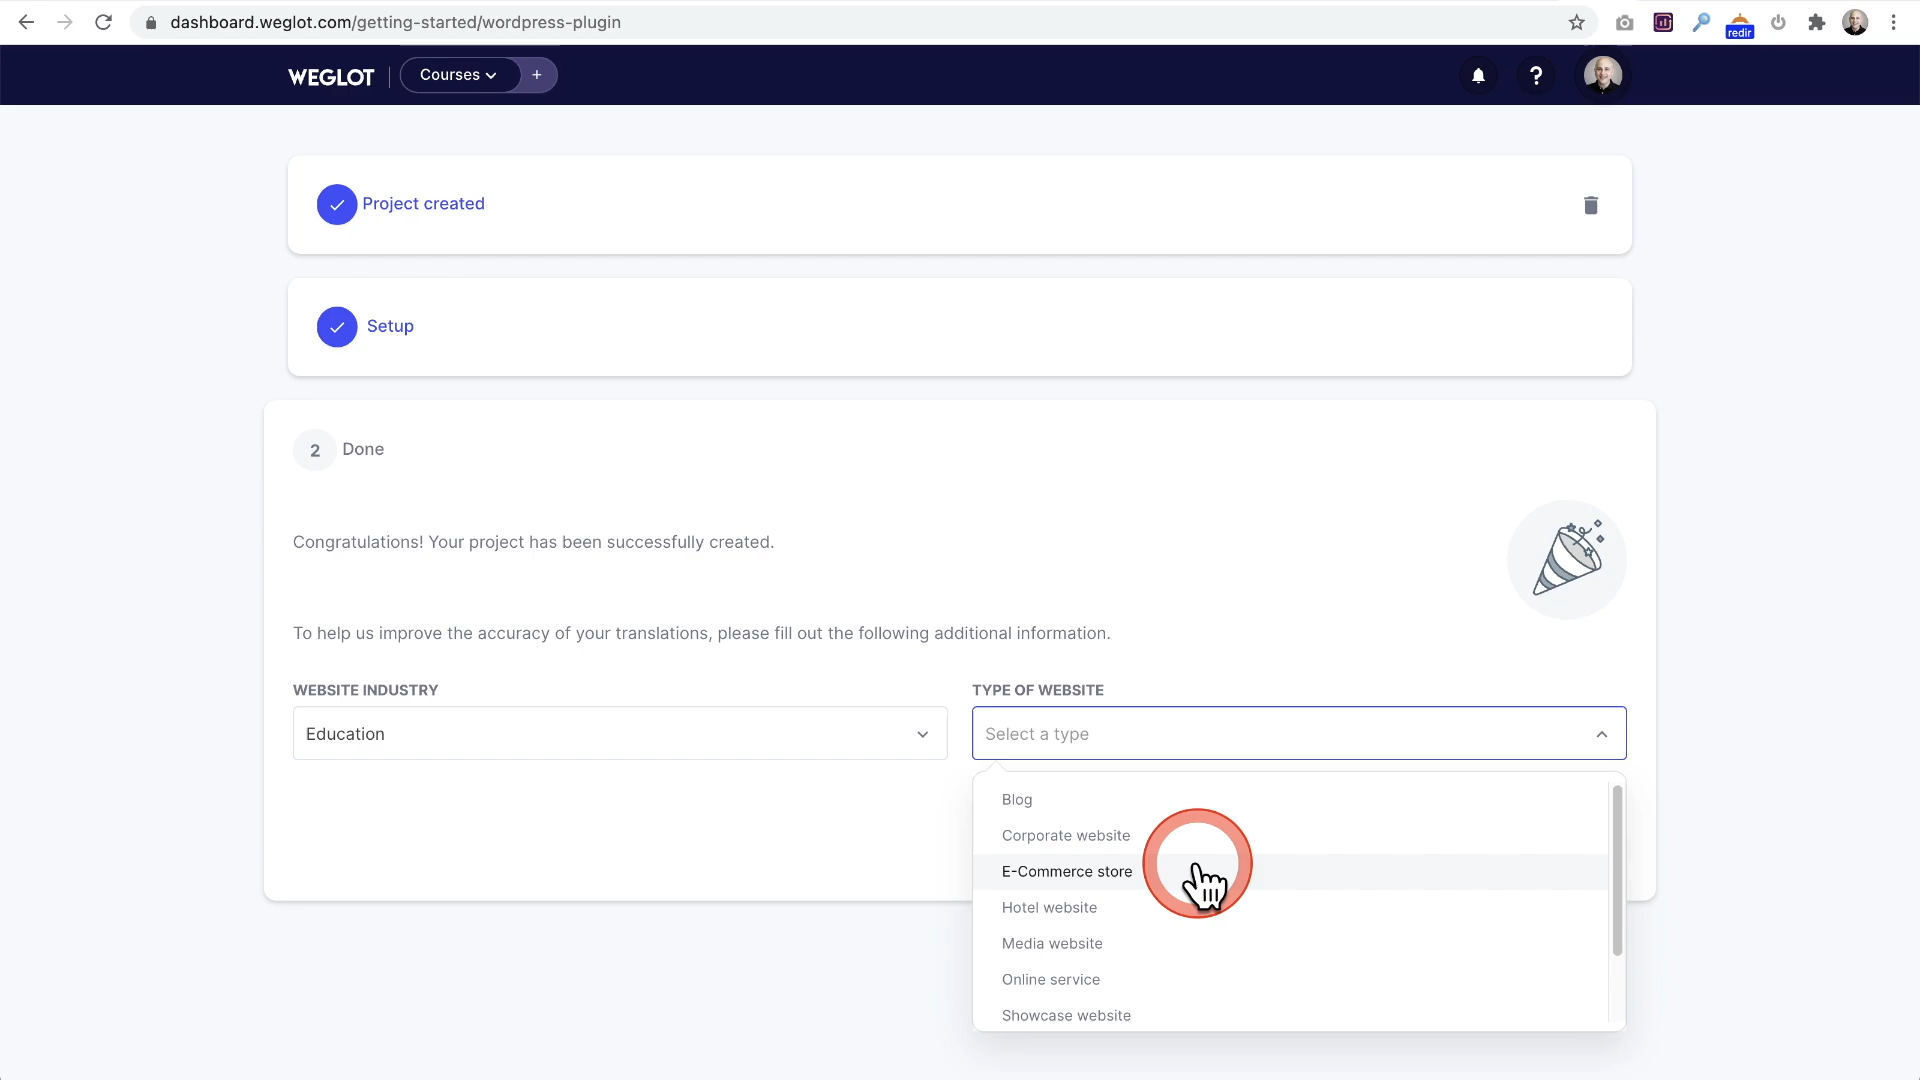 dashboard.weglot.com/getting-started/wordpress-plugin
redir
WEGLOT
Courses
+
?
Project created
Setup
2 Done
Congratulations! Your project has been successfully created.
To help us improve the accuracy of your translations, please fill out the following additional information.
WEBSITE INDUSTRY
TYPE OF WEBSITE
Education
Select a type
Blog
Corporate website
E-Commerce store
Hotel website
Media website
Online service
Showcase website